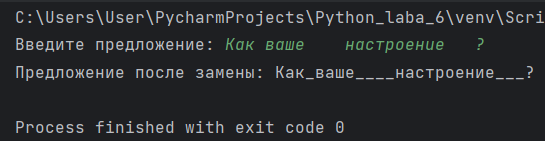 C:\Users\User\PycharmProjects\Python_laba_6\venv\Scri
Введите предложение: Как ваше    настроение   ?
Предложение после замены: Как_ваше____настроение___?
Process finished with exit code 0